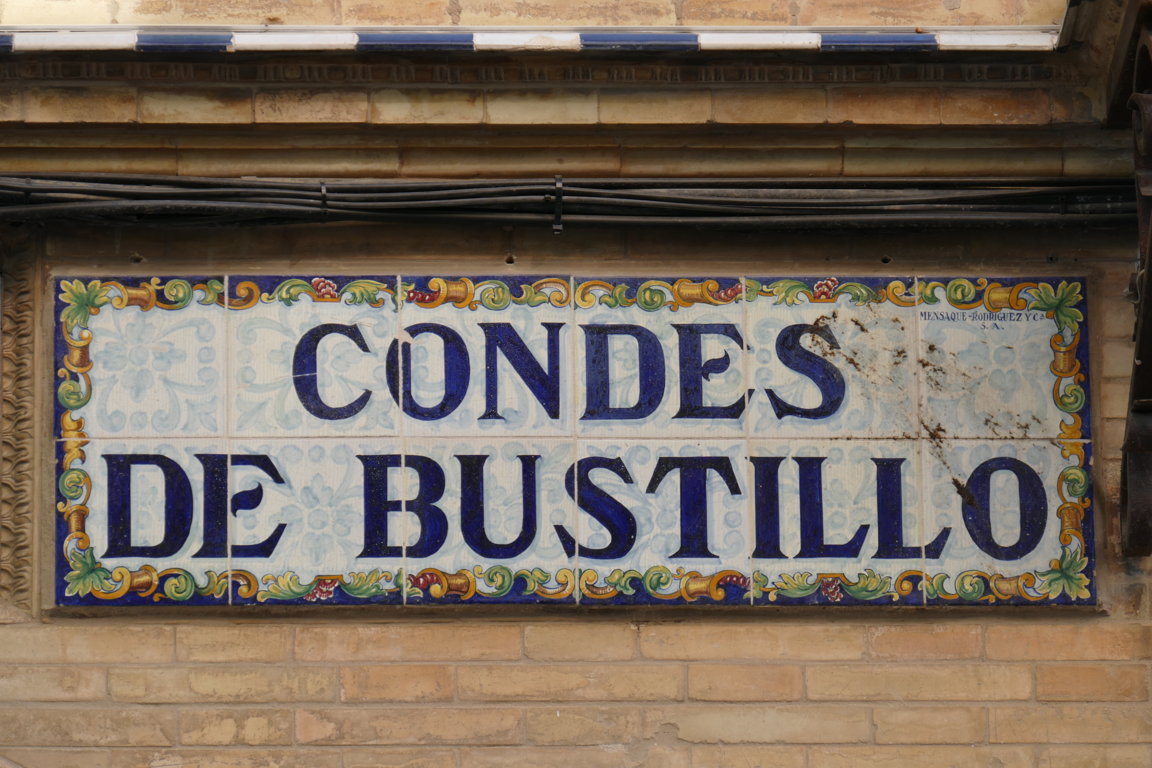 MENSAQUE-RODRIGUEZ Y Cª
S. A.
CONDES
DE BUSTILLO